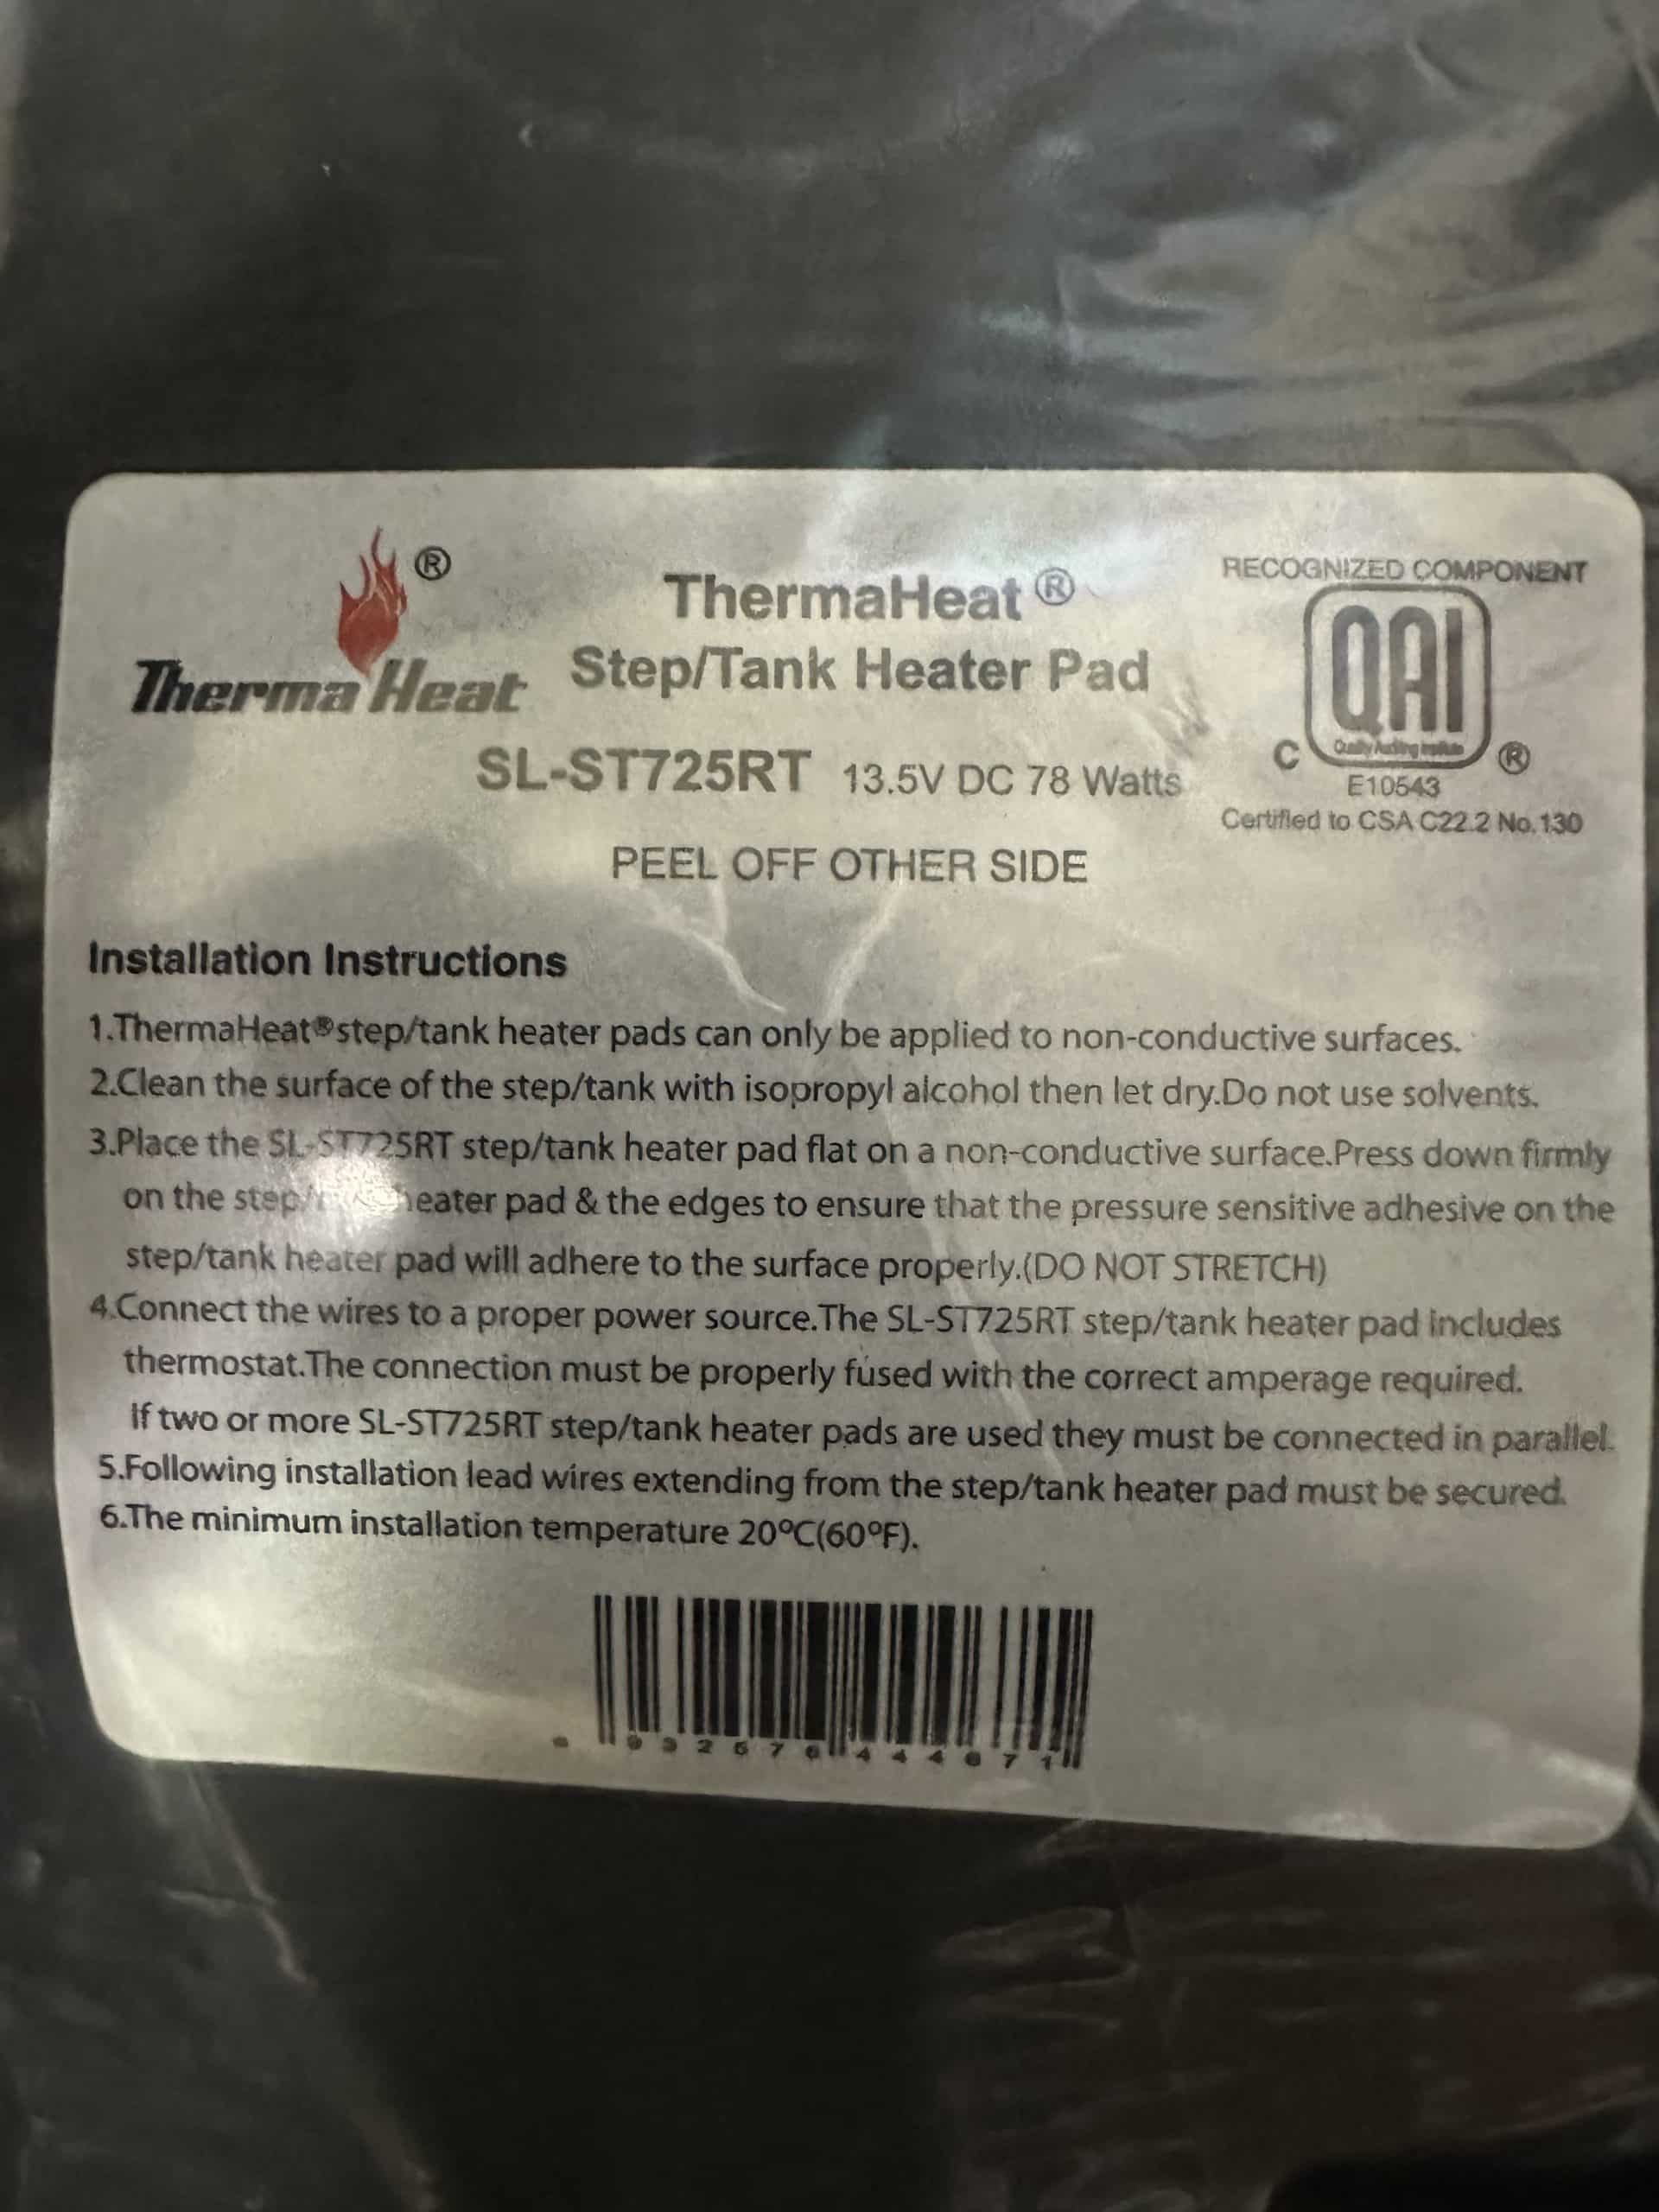 ThermaHeat ®
ThermaHeat ®
Step/Tank Heater Pad
SL-ST725RT 13.5V DC 78 Watts
PEEL OFF OTHER SIDE
RECOGNIZED COMPONENT
QAI
Quality Auditing Institute
C ®
E10543
Certified to CSA C22.2 No.130
Installation Instructions
1.ThermaHeat®step/tank heater pads can only be applied to non-conductive surfaces.
2.Clean the surface of the step/tank with isopropyl alcohol then let dry.Do not use solvents.
3.Place the SL-ST725RT step/tank heater pad flat on a non-conductive surface.Press down firmly
on the heater pad & the edges to ensure that the pressure sensitive adhesive on the
step/tank heater pad will adhere to the surface properly.(DO NOT STRETCH)
4.Connect the wires to a proper power source.The SL-ST725RT step/tank heater pad includes
thermostat.The connection must be properly fused with the correct amperage required.
If two or more SL-ST725RT step/tank heater pads are used they must be connected in parallel.
5.Following installation lead wires extending from the step/tank heater pad must be secured.
6.The minimum installation temperature 20ºC(60ºF).